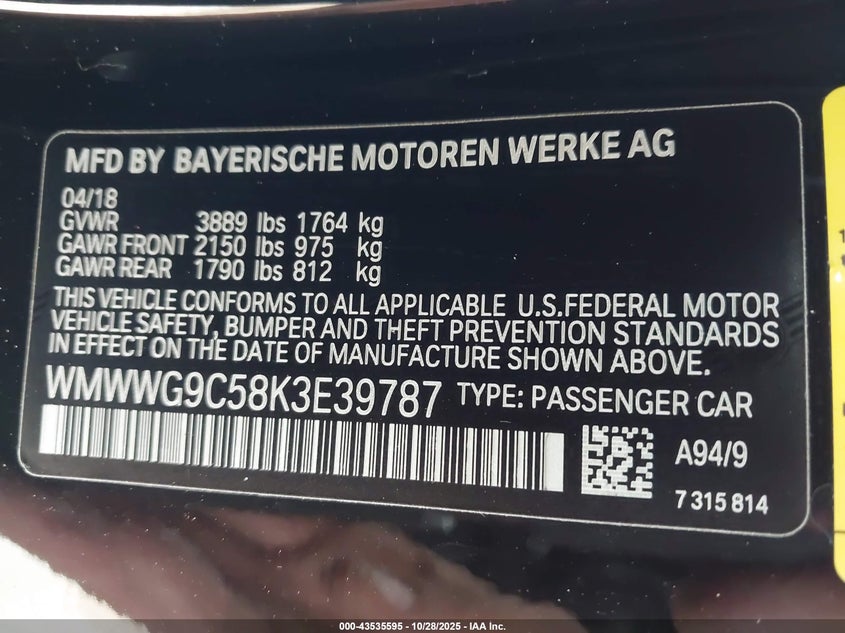 MFD BY BAYERISCHE MOTOREN WERKE AG
04/18
GVWR 3889 lbs 1764 kg
GAWR FRONT 2150 lbs 975 kg
GAWR REAR 1790 lbs 812 kg
THIS VEHICLE CONFORMS TO ALL APPLICABLE U.S.FEDERAL MOTOR
VEHICLE SAFETY, BUMPER AND THEFT PREVENTION STANDARDS
IN EFFECT ON THE DATE OF MANUFACTURE SHOWN ABOVE.
WMWWG9C58K3E39787 TYPE: PASSENGER CAR
A94/9
7 315 814
000-43535595 - 10/28/2025 - IAA Inc.